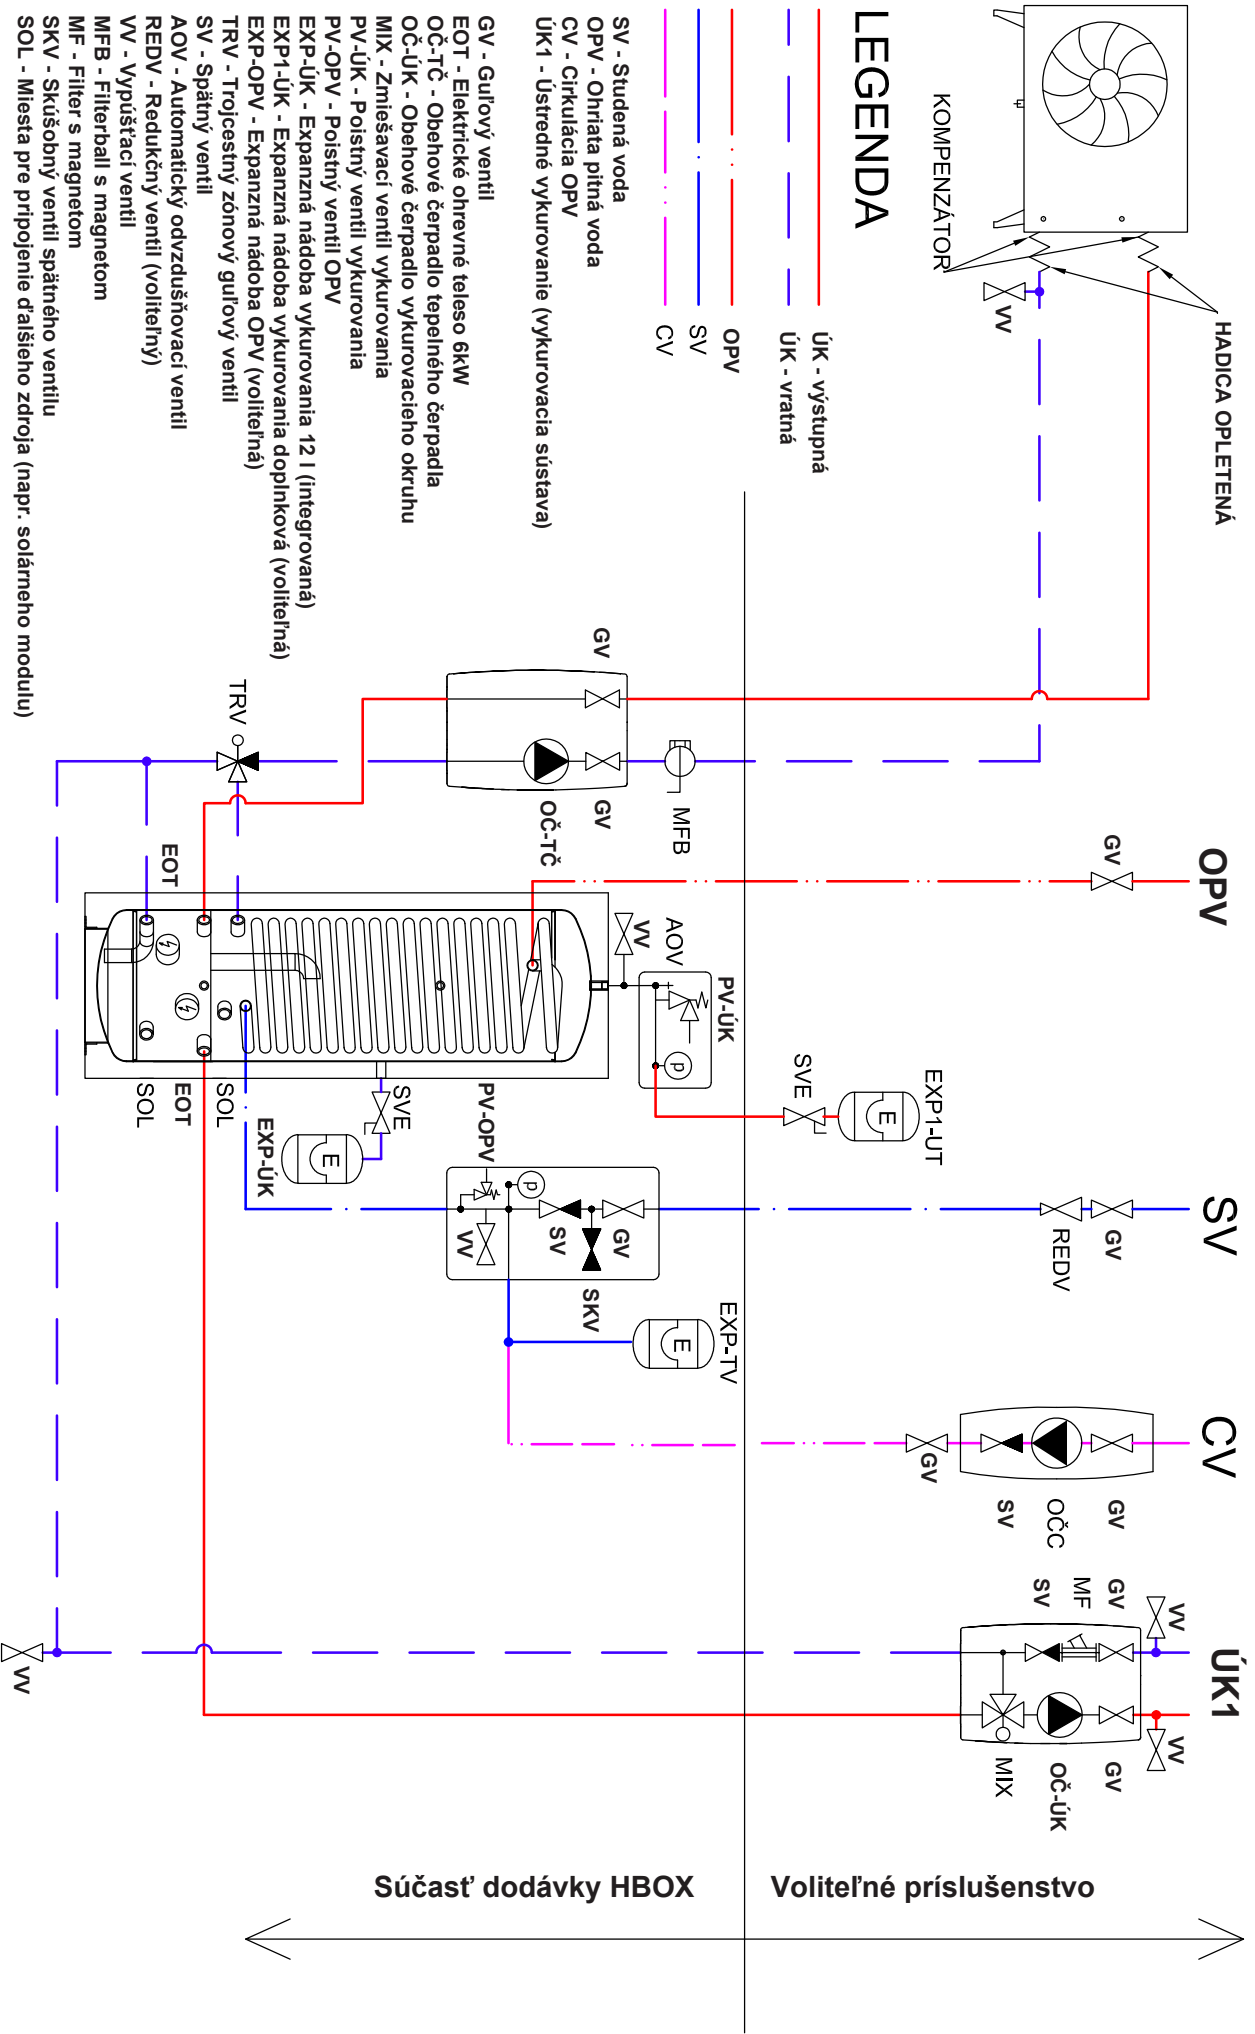 KOMPENZÁTOR
HADICA OPLETENÁ
VV
LEGENDA
ÚK - výstupná
ÚK - vratná
OPV
SV
CV
SV - Studená voda
OPV - Ohriata pitná voda
CV - Cirkulácia OPV
ÚK1 - Ústredné vykurovanie (vykurovacia sústava)
GV - Guľový ventil
EOT - Elektrické ohrevné teleso 6kW
OČ-TČ - Obehové čerpadlo tepelného čerpadla
OČ-ÚK - Obehové čerpadlo vykurovacieho okruhu
MIX - Zmiešavací ventil vykurovania
PV-ÚK - Poistný ventil vykurovania
PV-OPV - Poistný ventil OPV
EXP-ÚK - Expanzná nádoba vykurovania 12 l (integrovaná)
EXP1-ÚK - Expanzná nádoba vykurovania doplnková (voliteľná)
EXP-OPV - Expanzná nádoba OPV (voliteľná)
TRV - Trojcestný zónový guľový ventil
SV - Spätný ventil
AOV - Automatický odvzdušňovací ventil
REDV - Redukčný ventil (voliteľný)
VV - Vypúšťací ventil
MFB - Filterball s magnetom
MF - Filter s magnetom
SKV - Skúšobný ventil spätného ventilu
SOL - Miesta pre pripojenie ďalšieho zdroja (napr. solárneho modulu)
OPV
SV
CV
ÚK1
GV
GV
OČ-TČ
MFB
TRV
GV
EOT
VV
AOV
PV-ÚK
p
SVE
EXP1-UT
E
SOL
EOT
SOL
SVE
EXP-ÚK
E
PV-OPV
p
VV
SV
GV
SKV
REDV
GV
EXP-TV
E
GV
SV
OČC
GV
SV
MF
GV
VV
VV
MIX
OČ-ÚK
GV
VV
Súčasť dodávky HBOX
Voliteľné príslušenstvo